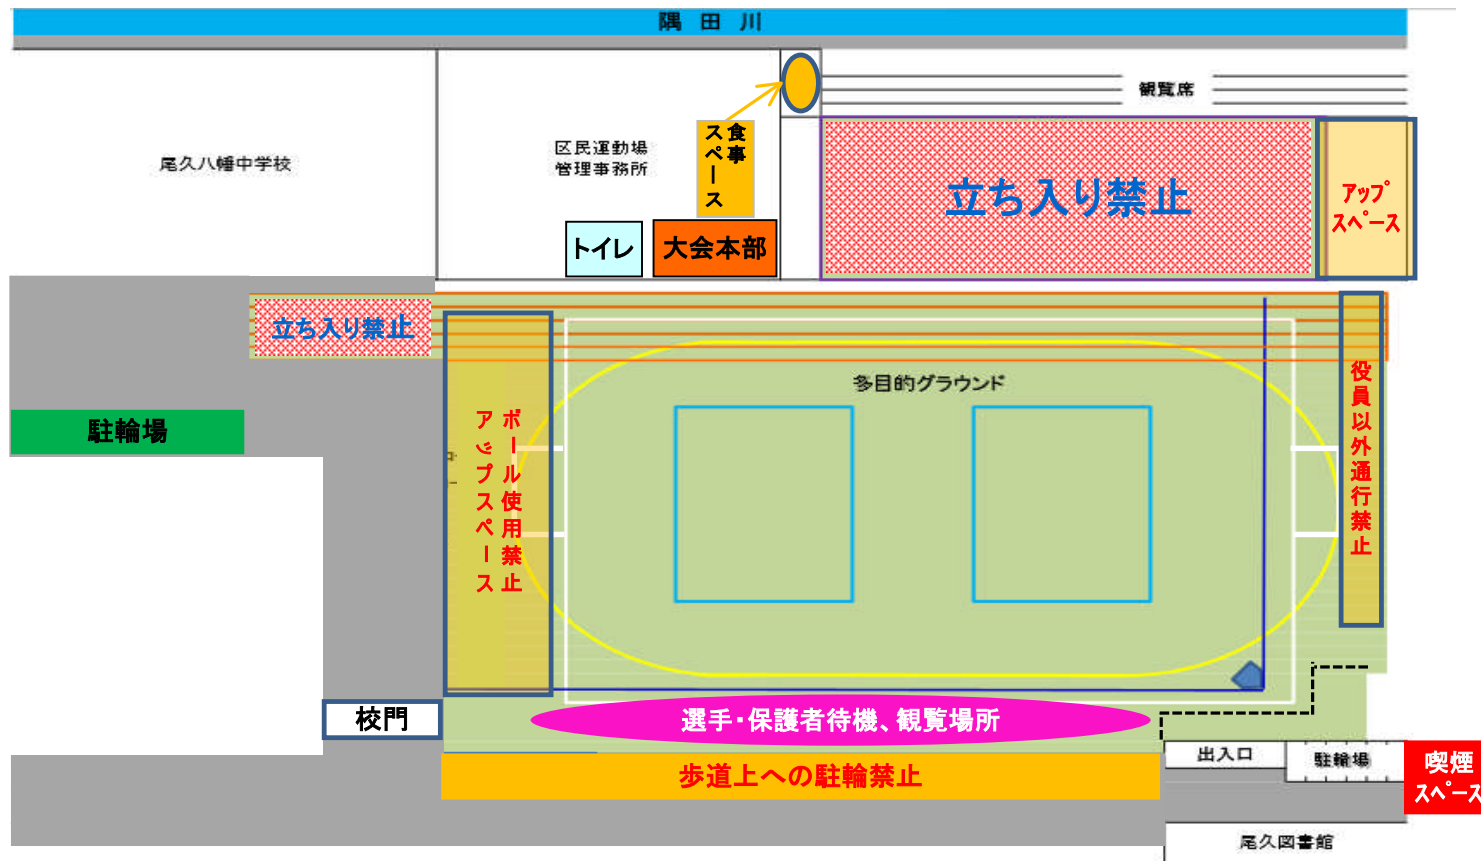 隅田川
観覧席
尾久八幡中学校
区民運動場
管理事務所
食事
スペース
立ち入り禁止
アップ
スペース
トイレ
大会本部
立ち入り禁止
多目的グラウンド
役員以外通行禁止
駐輪場
ボール使用禁止
アップスペース
校門
選手・保護者待機、観覧場所
出入口
駐輪場
喫煙
スペース
歩道上への駐輪禁止
尾久図書館